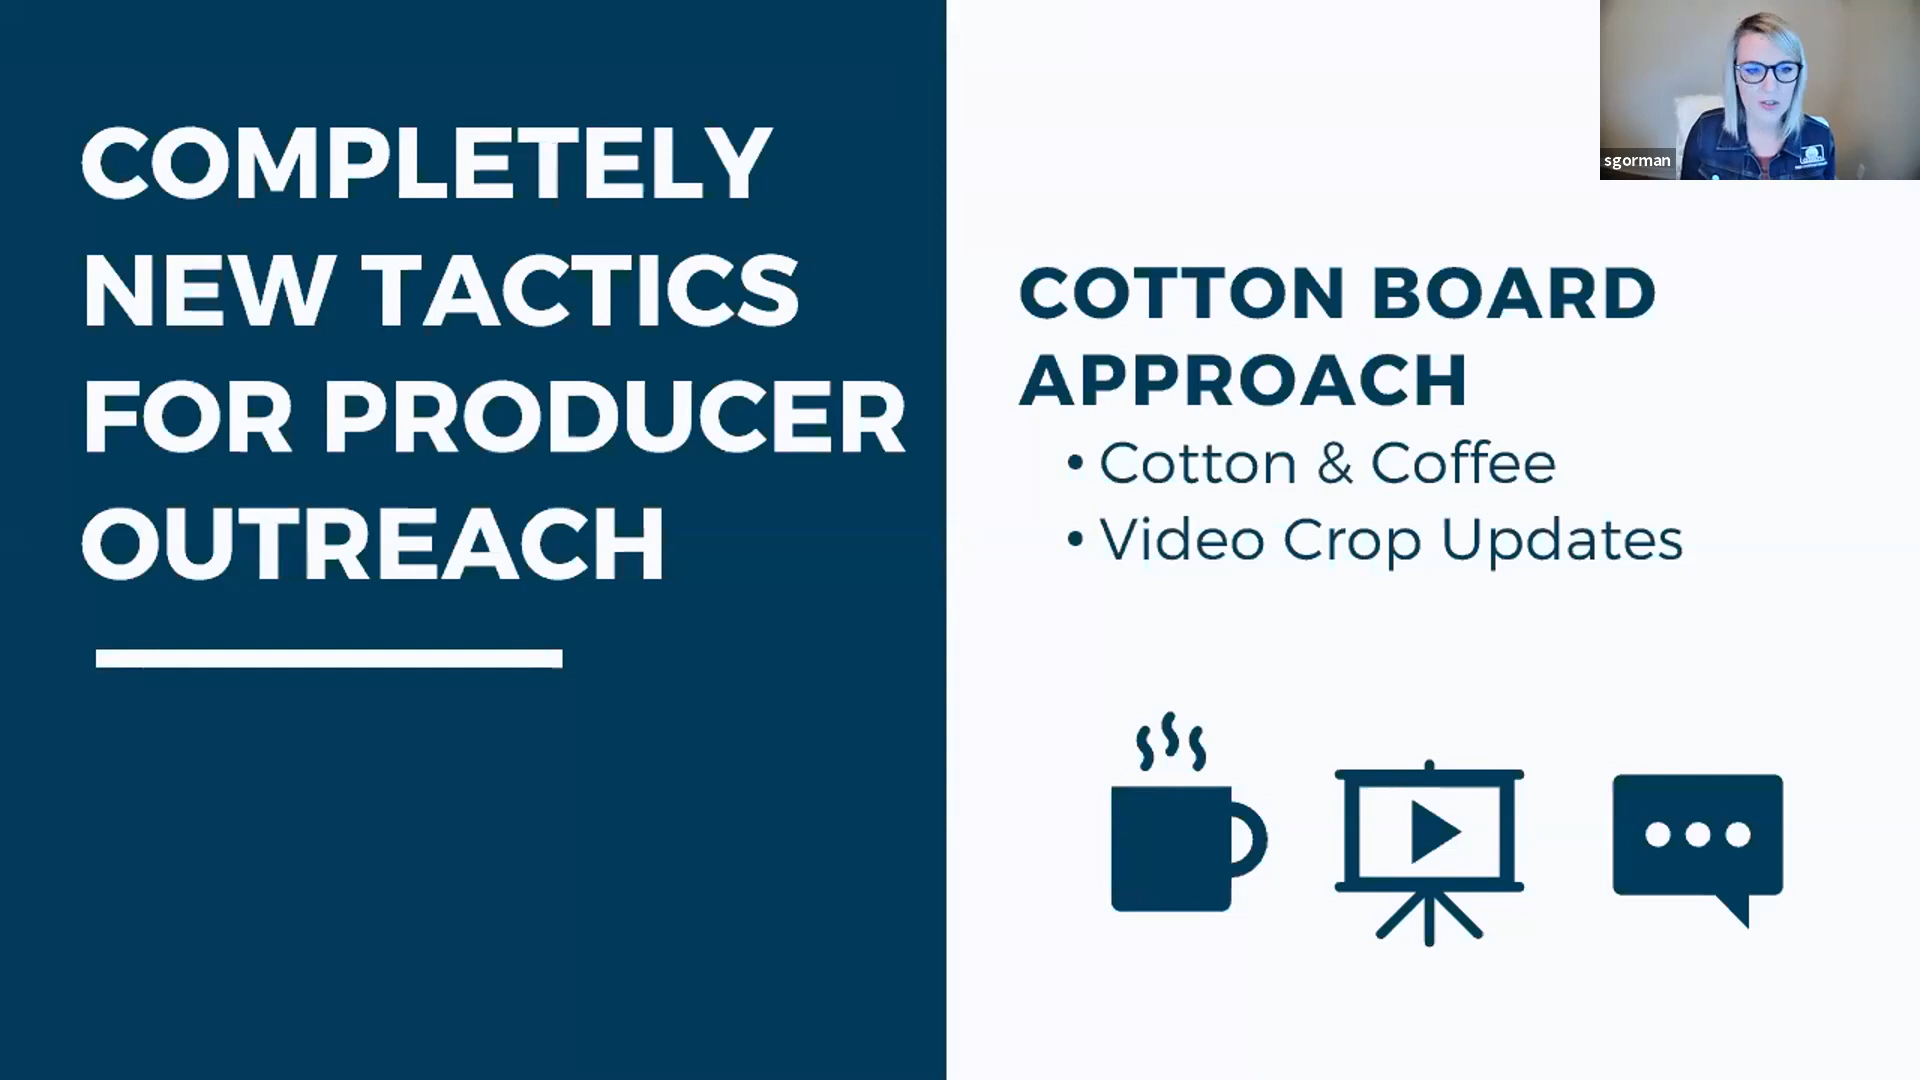 COMPLETELY
NEW TACTICS
FOR PRODUCER
OUTREACH
COTTON BOARD
APPROACH
• Cotton & Coffee
• Video Crop Updates
sgorman